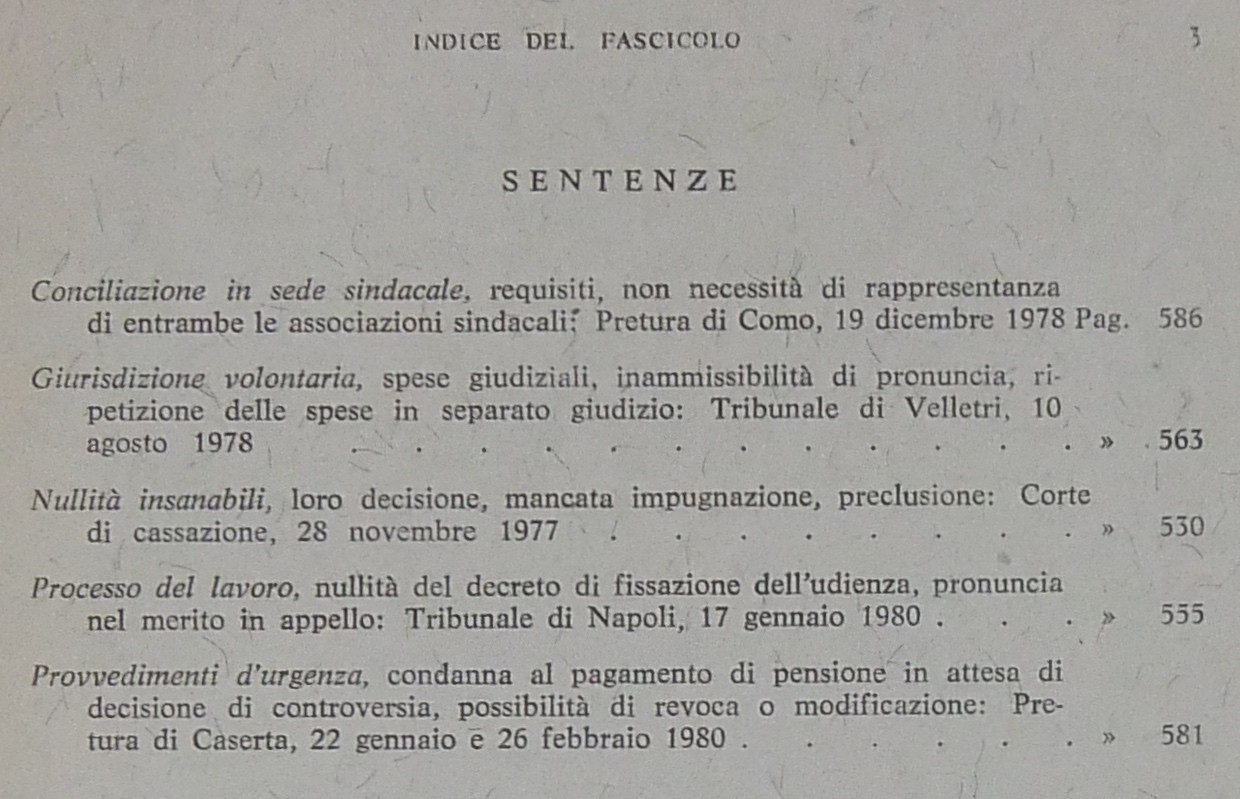 INDICE DEL FASCICOLO 3
SENTENZE
Conciliazione in sede sindacale, requisiti, non necessità di rappresentanza
di entrambe le associazioni sindacali: Pretura di Como, 19 dicembre 1978 Pag. 586
Giurisdizione volontaria, spese giudiziali, inammissibilità di pronuncia, ri-
petizione delle spese in separato giudizio: Tribunale di Velletri, 10
agosto 1978 . . . . . . . . . . . . » 563
Nullità insanabili, loro decisione, mancata impugnazione, preclusione: Corte
di cassazione, 28 novembre 1977 . . . . . . . . » 530
Processo del lavoro, nullità del decreto di fissazione dell'udienza, pronuncia
nel merito in appello: Tribunale di Napoli, 17 gennaio 1980 . . . » 555
Provvedimenti d'urgenza, condanna al pagamento di pensione in attesa di
decisione di controversia, possibilità di revoca o modificazione: Pre-
tura di Caserta, 22 gennaio e 26 febbraio 1980 . . . . . . » 581